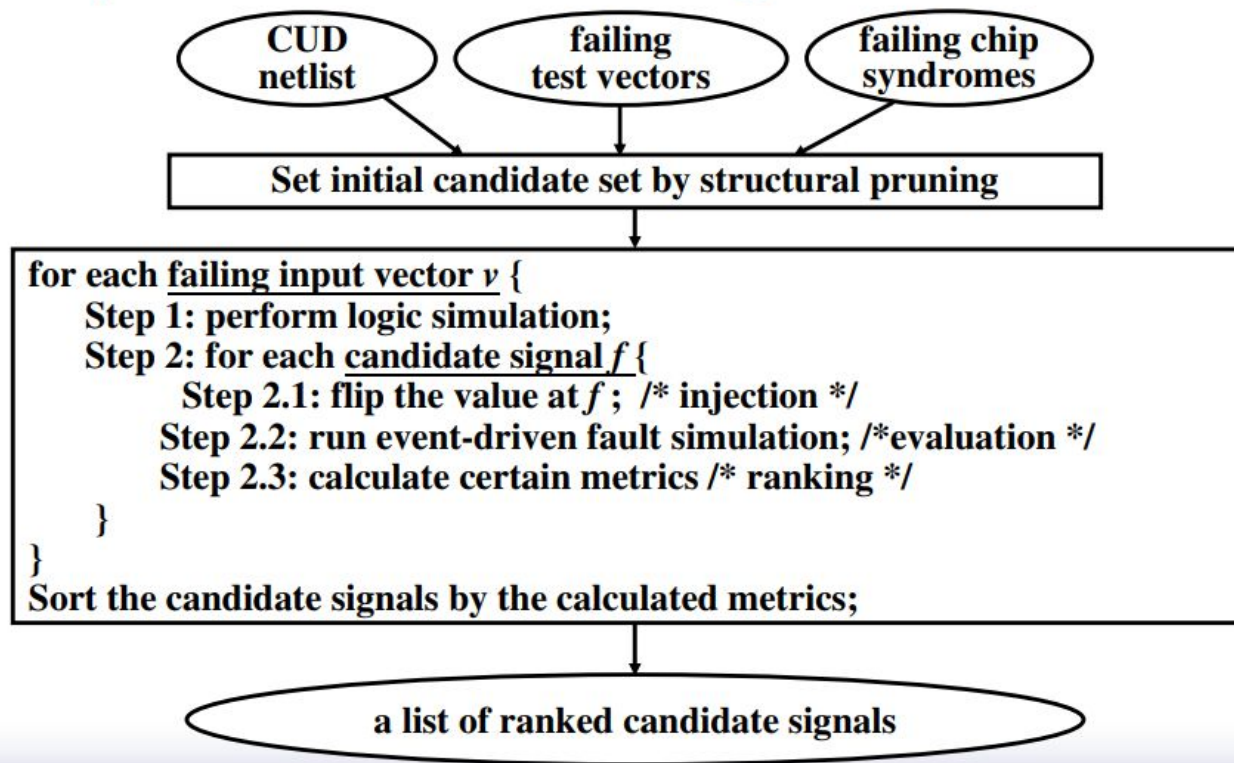 CUD
netlist
failing
test vectors
failing chip
syndromes
Set initial candidate set by structural pruning
for each failing input vector v {
Step 1: perform logic simulation;
Step 2: for each candidate signal f {
Step 2.1: flip the value at f ; /* injection */
Step 2.2: run event-driven fault simulation; /*evaluation */
Step 2.3: calculate certain metrics /* ranking */
}
}
Sort the candidate signals by the calculated metrics;
a list of ranked candidate signals